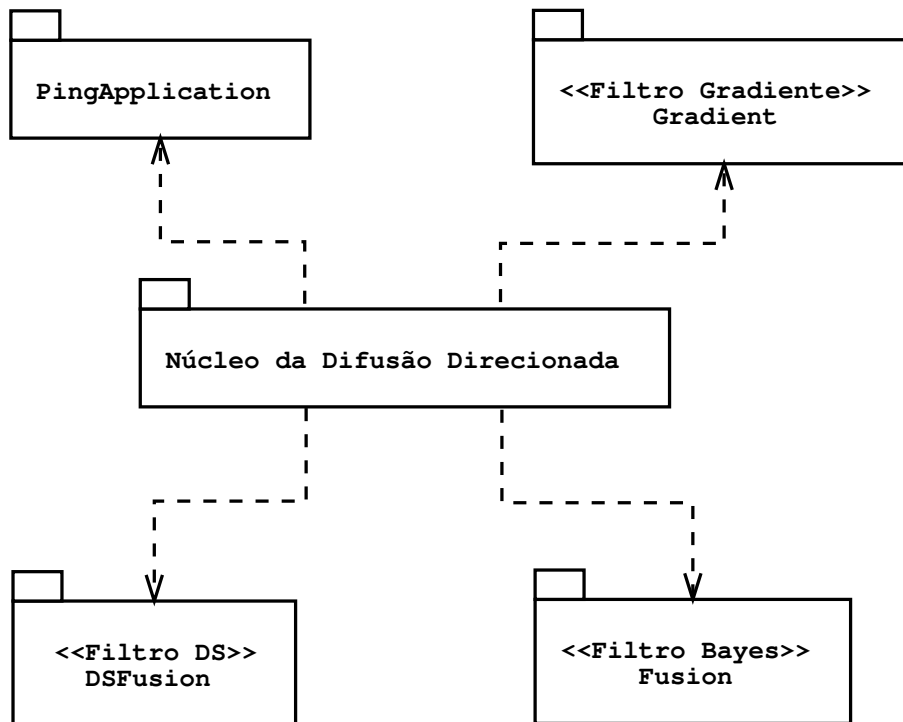 PingApplication
<<Filtro Gradiente>>
Gradient
Núcleo da Difusão Direcionada
<<Filtro DS>>
DSFusion
<<Filtro Bayes>>
Fusion